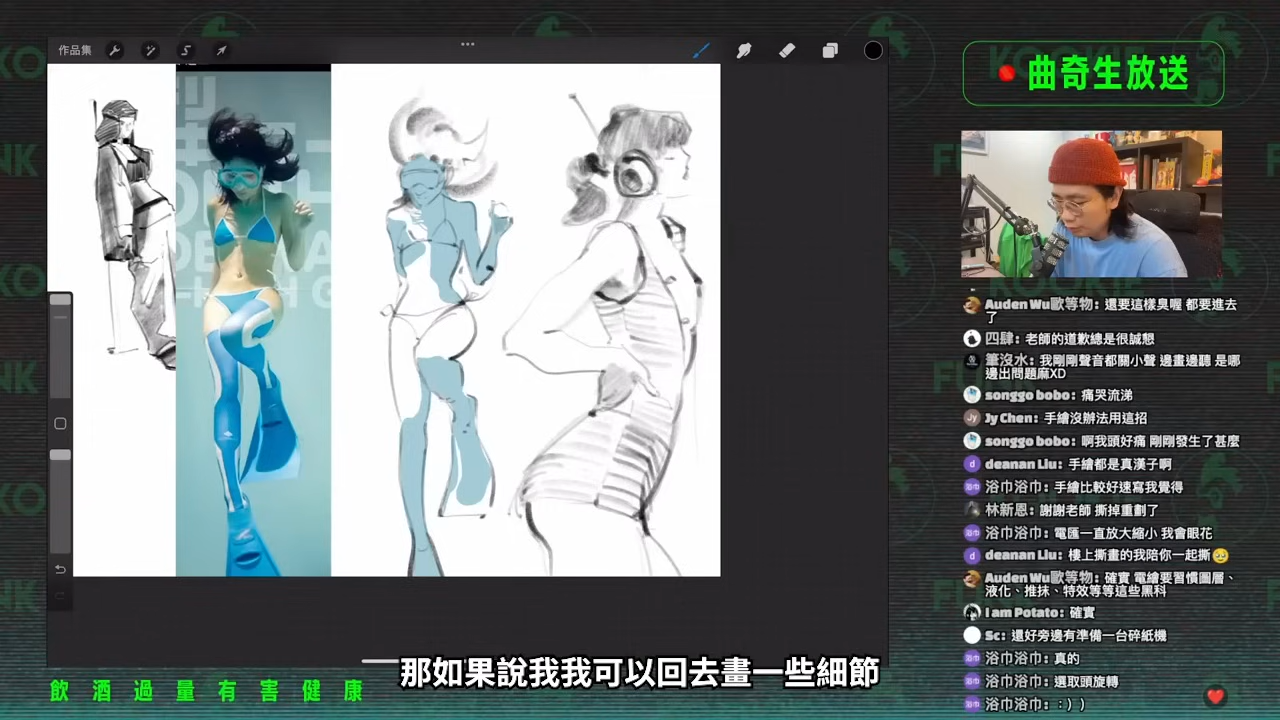 作品集
曲奇生放送
Auden Wu歐等物: 還要這樣臭喔 都要進去
了
四肆: 老師的道歉總是很誠懇
筆沒水: 我剛剛聲音都關小聲 邊畫邊聽 是哪
邊出問題麻XD
songgo bobo: 痛哭流涕
Jy Chen: 手繪沒辦法用這招
songgo bobo: 啊我頭好痛 剛剛發生了甚麼
deanan Liu: 手繪都是真漢子啊
浴巾浴巾: 手繪比較好速寫我覺得
林新恩: 謝謝老師 撕掉重劃了
浴巾浴巾: 電匯一直放大縮小 我會眼花
deanan Liu: 樓上撕畫的我陪你一起撕🥹
Auden Wu歐等物: 確實 電繪要習慣圖層、
液化、推抹、特效等等這些黑科
I am Potato: 確實
Sc: 還好旁邊有準備一台碎紙機
浴巾浴巾: 真的
浴巾浴巾: 選取頭旋轉
浴巾浴巾: : ) )
那如果說我我可以回去畫一些細節
飲酒過量有害健康